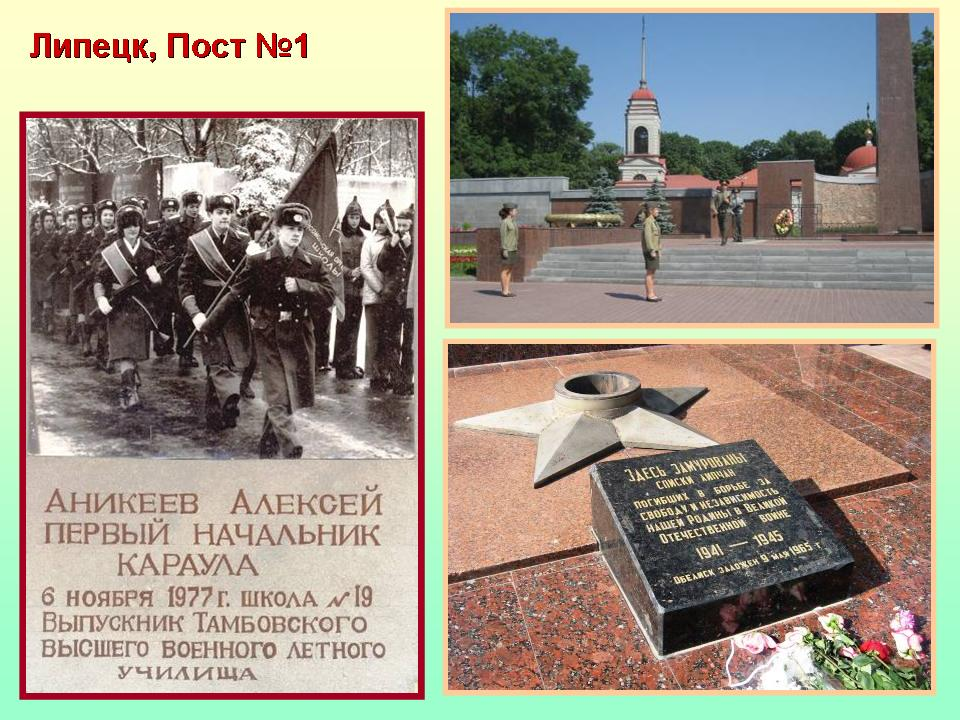 Липецк, Пост №1
ШКОЛЫ
АНИКЕЕВ АЛЕКСЕЙ
ПЕРВЫЙ НАЧАЛЬНИК
КАРАУЛА
6 НОЯБРЯ 1977 г. ШКОЛА №19
ВЫПУСКНИК ТАМБОВСКОГО
ВЫСШЕГО ВОЕННОГО ЛЕТНОГО
УЧИЛИЩА
ЗДЕСЬ ЗАМУРОВАНЫ
СПИСКИ ЛИПЧАН
ПОГИБШИХ В БОРЬБЕ ЗА
СВОБОДУ И НЕЗАВИСИМОСТЬ
НАШЕЙ РОДИНЫ В ВЕЛИКОЙ
ОТЕЧЕСТВЕННОЙ ВОЙНЕ
1941 — 1945
ОБЕЛИСК ЗАЛОЖЕН 9 МАЯ 1965 г.